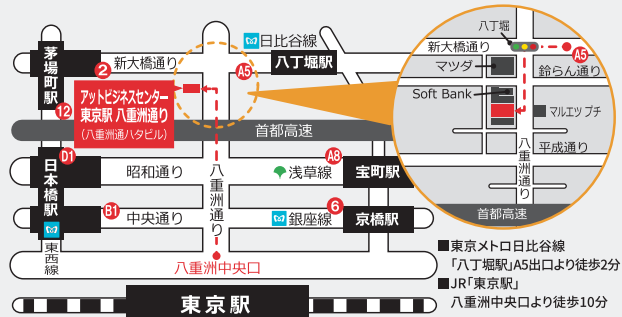 日比谷線
茅場町駅
新大橋通り
八丁堀駅
2
A5
アットビジネスセンター
東京駅 八重洲通り
(八重洲通ハタビル)
12
首都高速
D1
日本橋駅
昭和通り
八重洲通り
浅草線
A8
宝町駅
B1
中央通り
銀座線
6
京橋駅
東西線
八重洲中央口
東京駅
八丁堀
新大橋通り
A5
マツダ
鈴らん通り
Soft Bank
マルエツ プチ
八重洲通り
平成通り
首都高速
■東京メトロ日比谷線
「八丁堀駅」A5出口より徒歩2分
■JR「東京駅」
八重洲中央口より徒歩10分